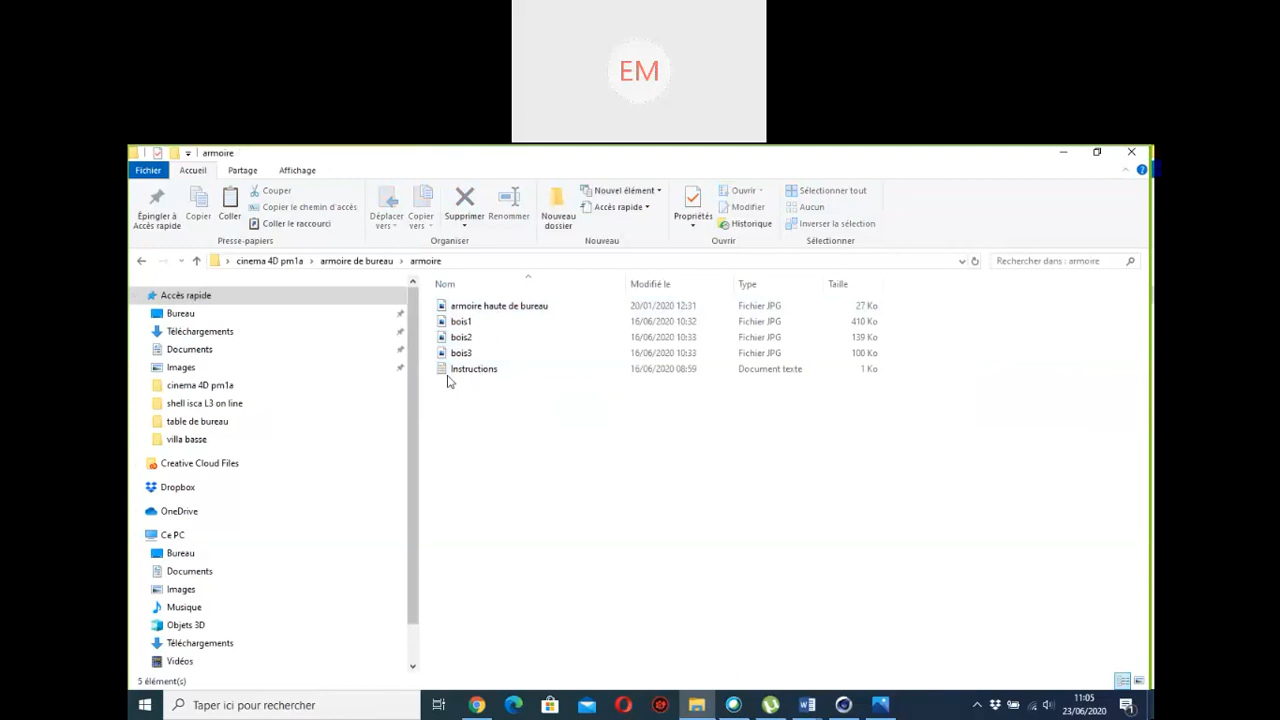 EM
armoire
Fichier Accueil Partage Affichage
Épingler à Accès rapide
Copier
Coller
Couper
Copier le chemin d'accès
Coller le raccourci
Déplacer vers
Copier vers
Supprimer
Renommer
Nouveau dossier
Nouvel élément
Accès rapide
Propriétés
Ouvrir
Modifier
Historique
Sélectionner tout
Aucun
Inverser la sélection
Presse-papiers Organiser Nouveau Ouvrir Sélectionner
cinema 4D pm1a > armoire de bureau > armoire
Rechercher dans : armoire
Nom Modifié le Type Taille
armoire haute de bureau 20/01/2020 12:31 Fichier JPG 27 Ko
bois1 16/06/2020 10:32 Fichier JPG 410 Ko
bois2 16/06/2020 10:33 Fichier JPG 139 Ko
bois3 16/06/2020 10:33 Fichier JPG 100 Ko
Instructions 16/06/2020 08:59 Document texte 1 Ko
Accès rapide
Bureau
Téléchargements
Documents
Images
cinema 4D pm1a
shell isca L3 on line
table de bureau
villa basse
Creative Cloud Files
Dropbox
OneDrive
Ce PC
Bureau
Documents
Images
Musique
Objets 3D
Téléchargements
Vidéos
5 élément(s)
Taper ici pour rechercher
11:05
23/06/2020